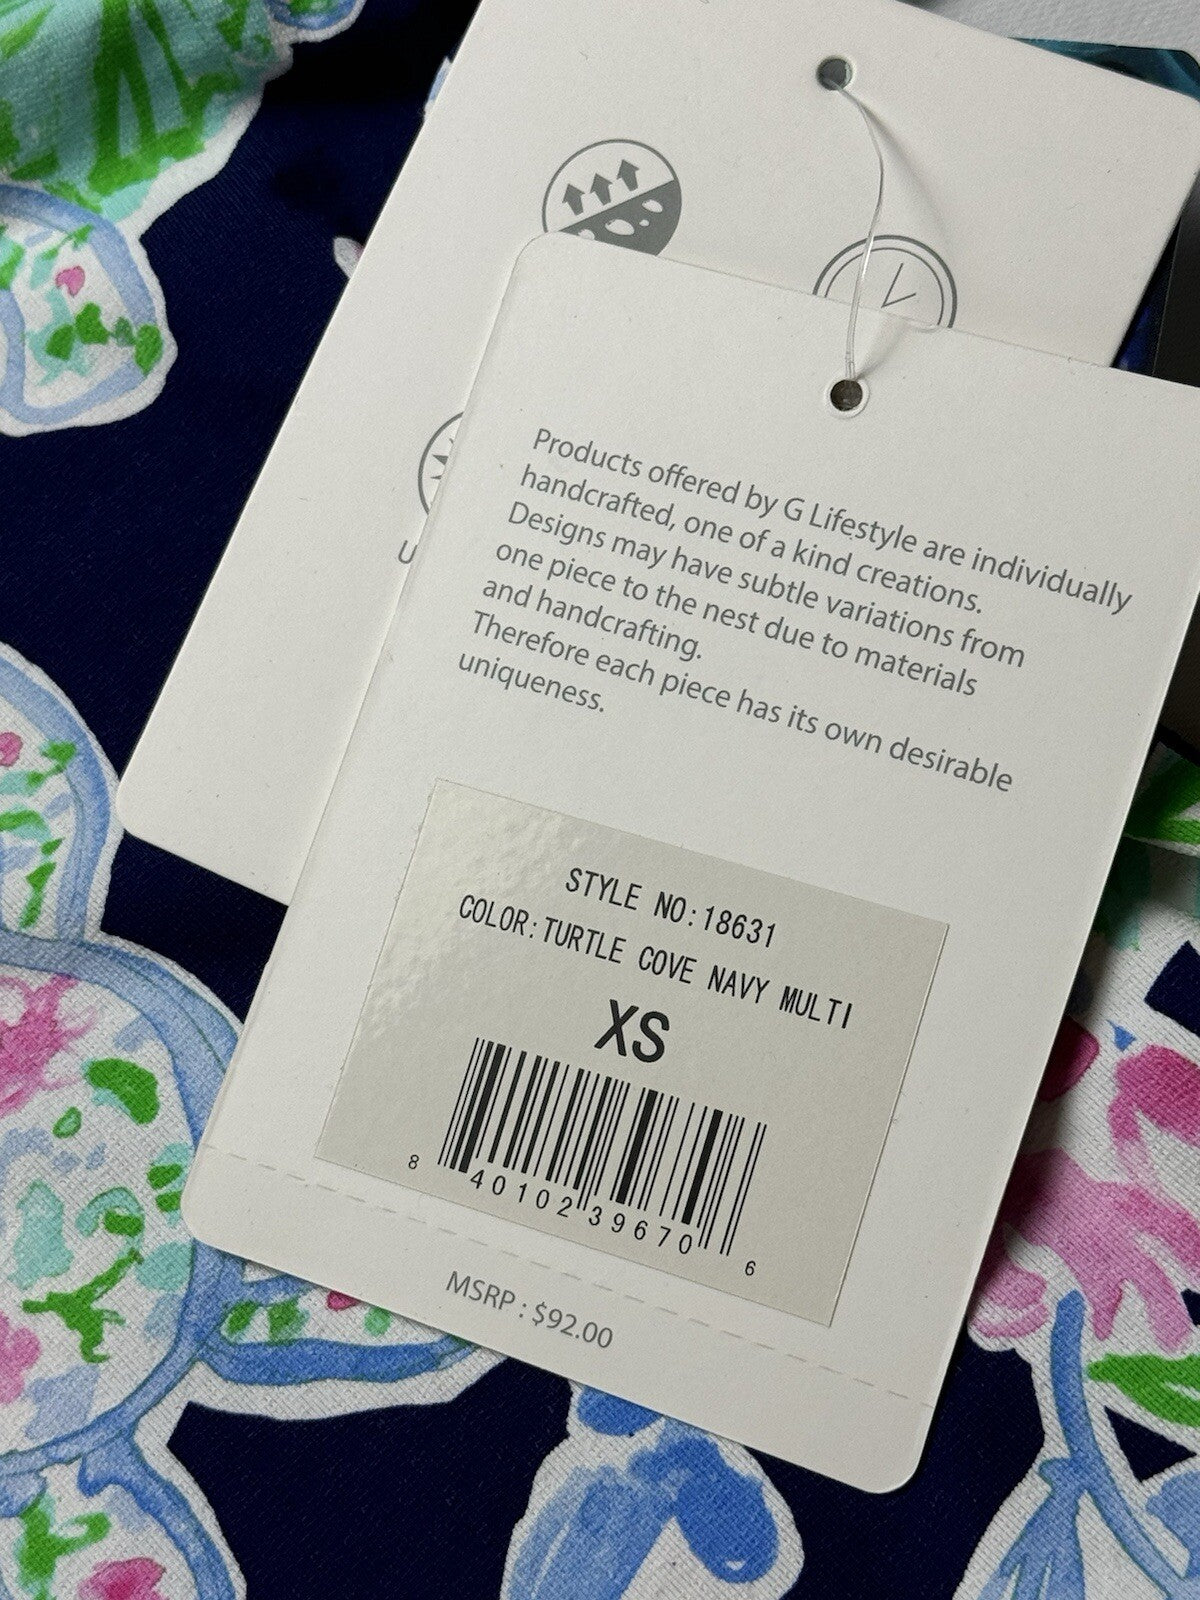 U
Products offered by G Lifestyle are individually
handcrafted, one of a kind creations.
Designs may have subtle variations from
one piece to the nest due to materials
and handcrafting.
Therefore each piece has its own desirable
uniqueness.
STYLE NO:18631
COLOR:TURTLE COVE NAVY MULTI
XS
8 40102 39670 6
MSRP : $92.00